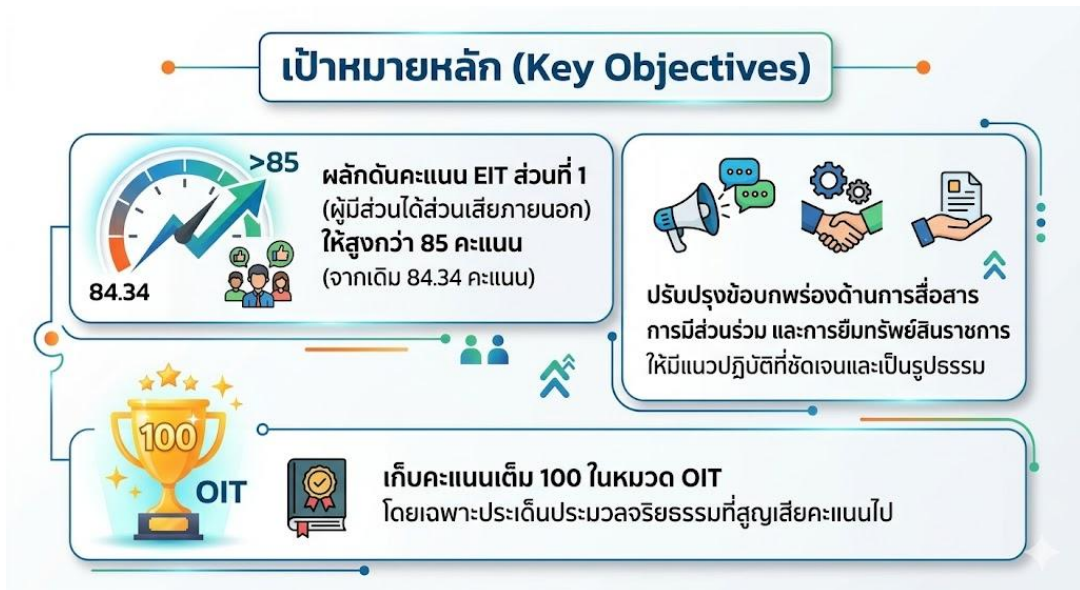 เป้าหมายหลัก (Key Objectives)
>85
84.34
ผลักดันคะแนน EIT ส่วนที่ 1
(ผู้มีส่วนได้ส่วนเสียภายนอก)
ให้สูงกว่า 85 คะแนน
(จากเดิม 84.34 คะแนน)
ปรับปรุงข้อบกพร่องด้านการสื่อสาร
การมีส่วนร่วม และการยืมทรัพย์สินราชการ
ให้มีแนวปฏิบัติที่ชัดเจนและเป็นรูปธรรม
100
OIT
เก็บคะแนนเต็ม 100 ในหมวด OIT
โดยเฉพาะประเด็นประมวลจริยธรรมที่สูญเสียคะแนนไป